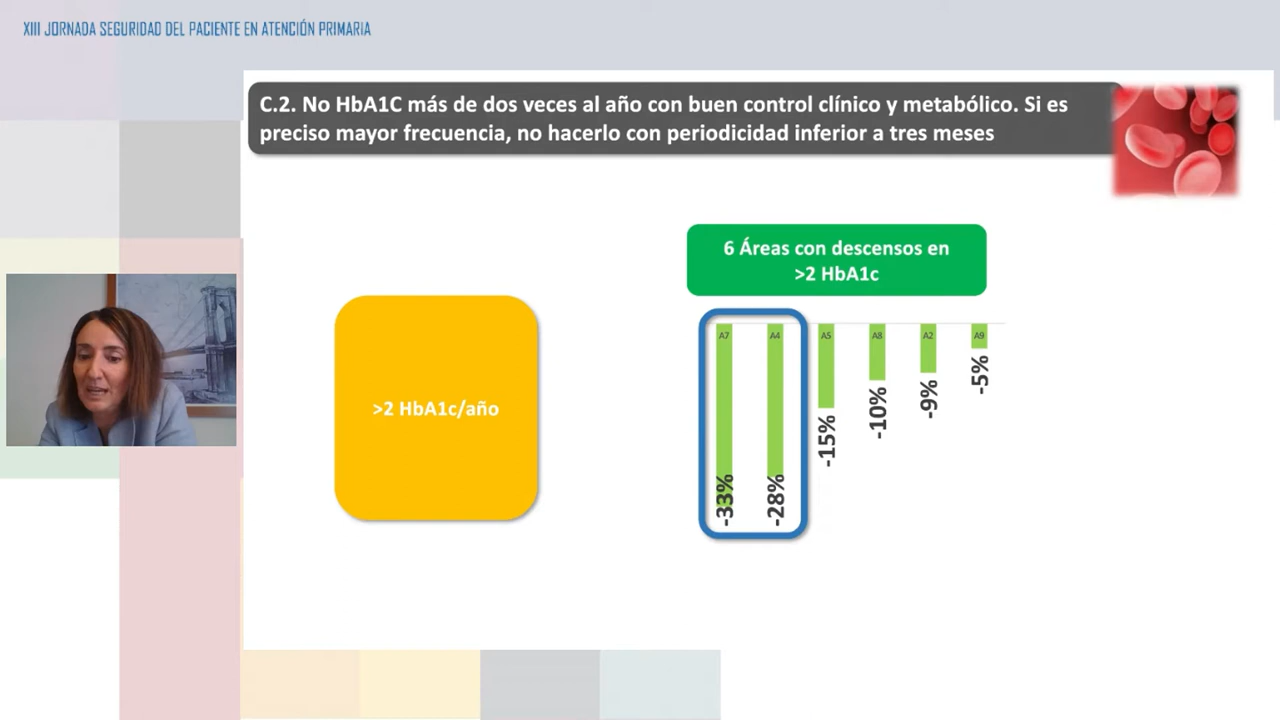 XIII JORNADA SEGURIDAD DEL PACIENTE EN ATENCIÓN PRIMARIA
C.2. No HbA1C más de dos veces al año con buen control clínico y metabólico. Si es
preciso mayor frecuencia, no hacerlo con periodicidad inferior a tres meses
6 Áreas con descensos en
>2 HbA1c
>2 HbA1c/año
A7 A4 A5 A8 A2 A9
-33% -28% -15% -10% -9% -5%